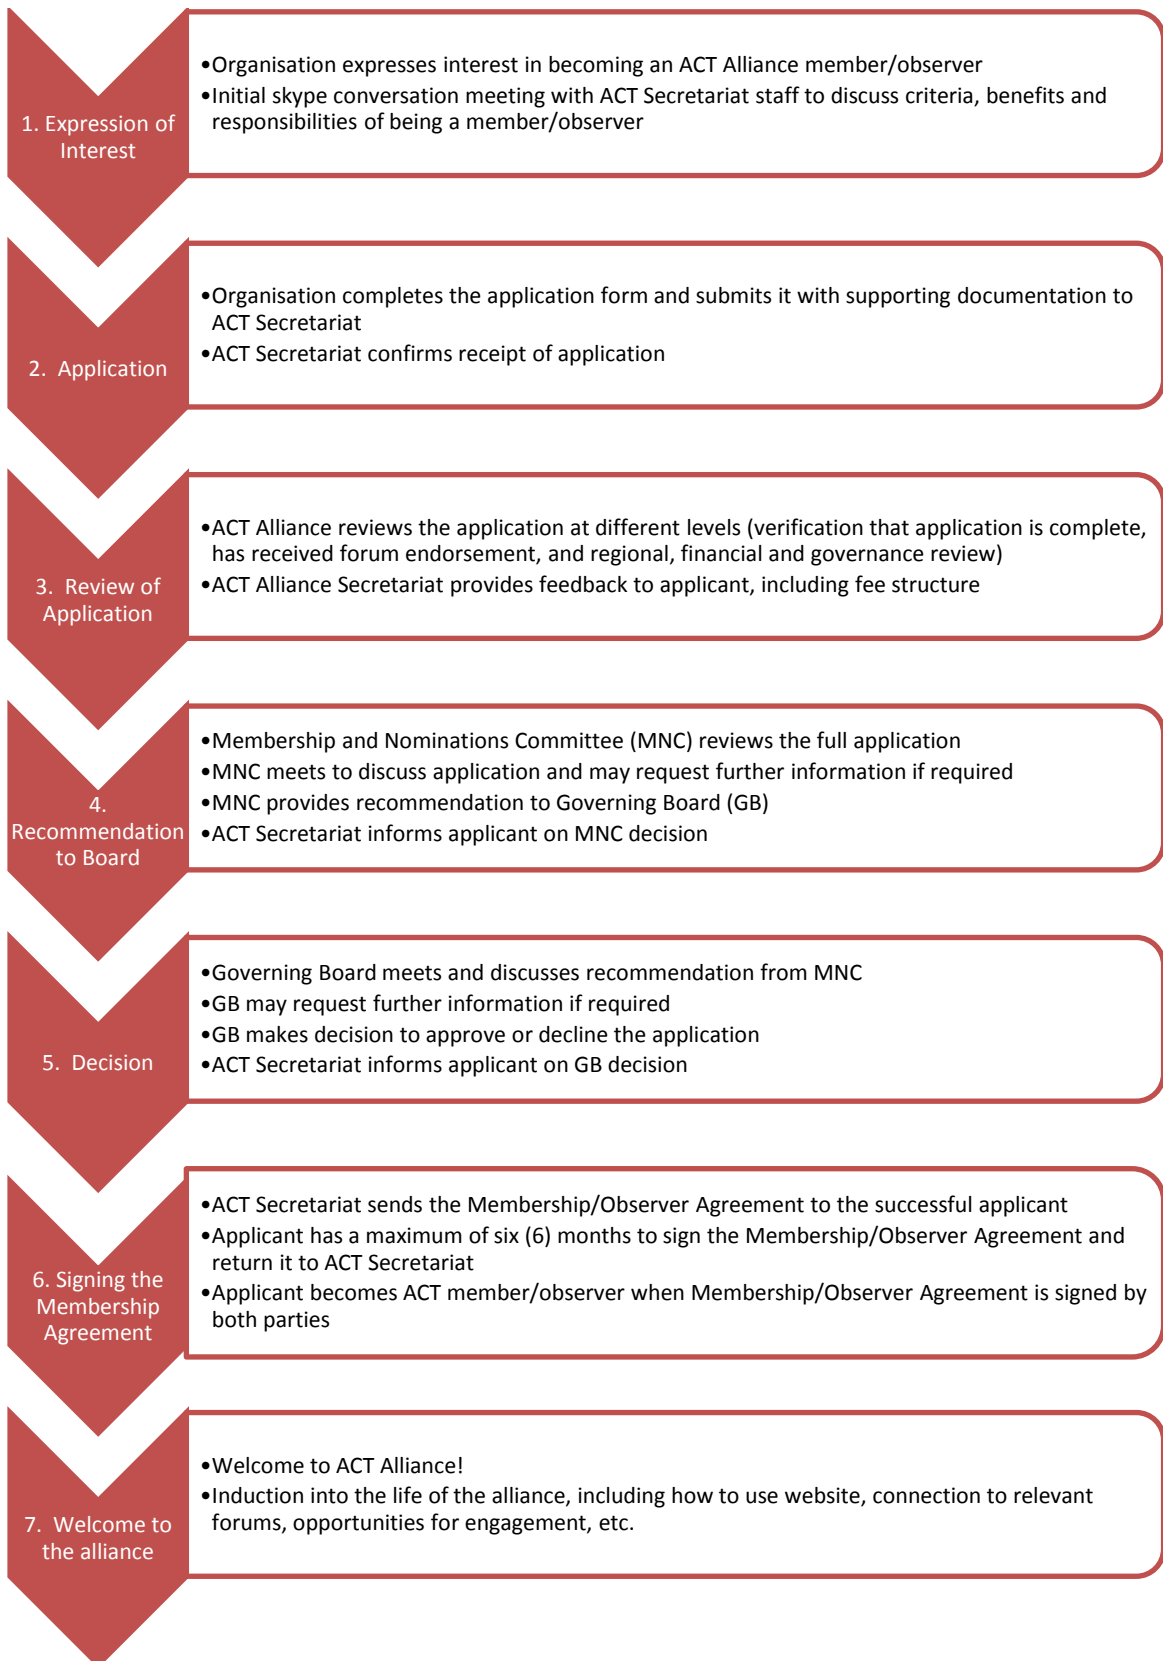 1. Expression of
Interest
•Organisation expresses interest in becoming an ACT Alliance member/observer
•Initial skype conversation meeting with ACT Secretariat staff to discuss criteria, benefits and
responsibilities of being a member/observer
2. Application
•Organisation completes the application form and submits it with supporting documentation to
ACT Secretariat
•ACT Secretariat confirms receipt of application
3. Review of
Application
•ACT Alliance reviews the application at different levels (verification that application is complete,
has received forum endorsement, and regional, financial and governance review)
•ACT Alliance Secretariat provides feedback to applicant, including fee structure
4.
Recommendation
to Board
•Membership and Nominations Committee (MNC) reviews the full application
•MNC meets to discuss application and may request further information if required
•MNC provides recommendation to Governing Board (GB)
•ACT Secretariat informs applicant on MNC decision
5. Decision
•Governing Board meets and discusses recommendation from MNC
•GB may request further information if required
•GB makes decision to approve or decline the application
•ACT Secretariat informs applicant on GB decision
6. Signing the
Membership
Agreement
•ACT Secretariat sends the Membership/Observer Agreement to the successful applicant
•Applicant has a maximum of six (6) months to sign the Membership/Observer Agreement and
return it to ACT Secretariat
•Applicant becomes ACT member/observer when Membership/Observer Agreement is signed by
both parties
7. Welcome to
the alliance
•Welcome to ACT Alliance!
•Induction into the life of the alliance, including how to use website, connection to relevant
forums, opportunities for engagement, etc.